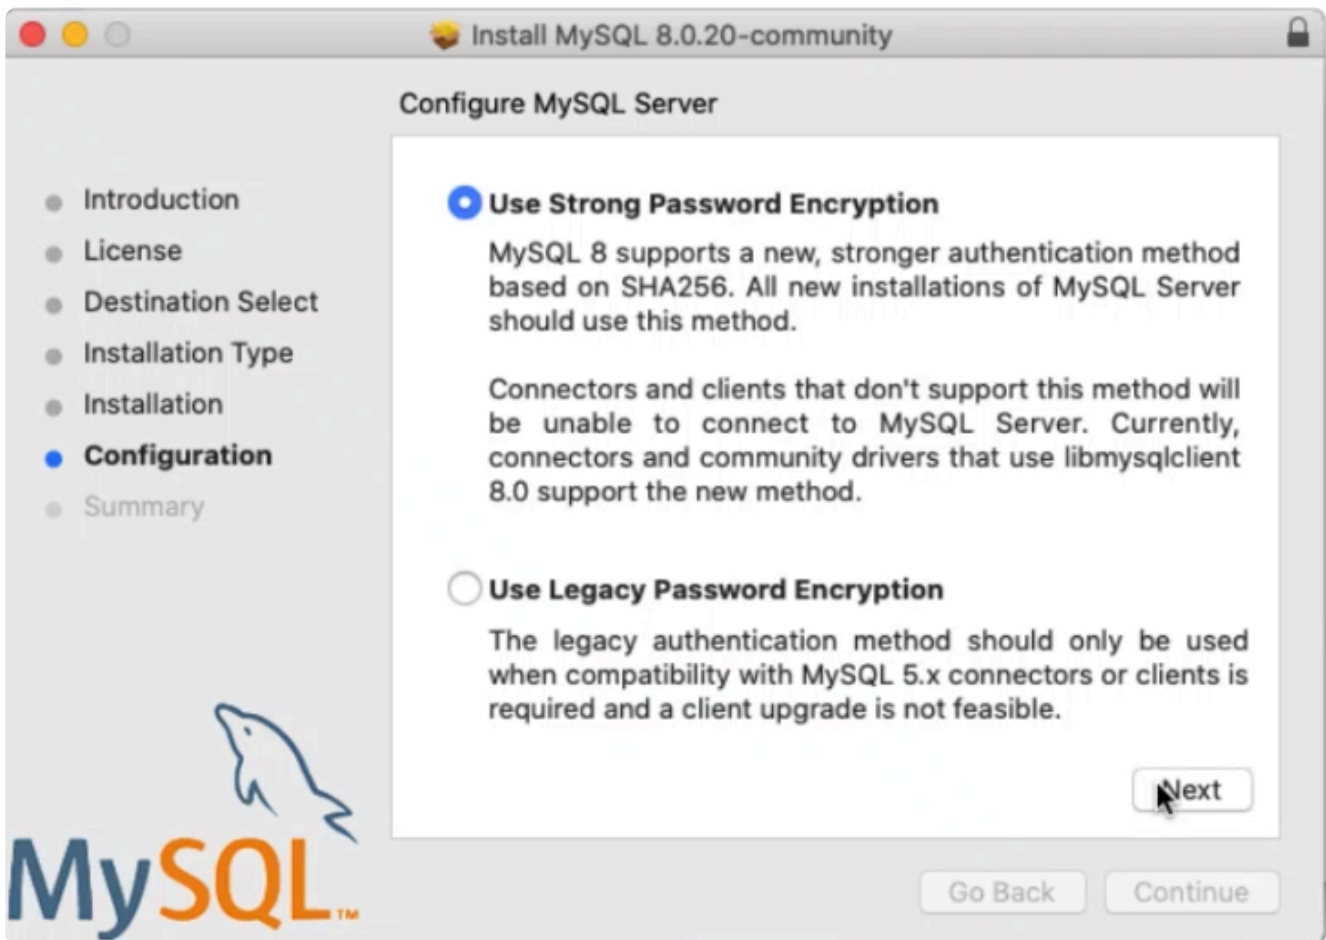 Install MySQL 8.0.20-community
Configure MySQL Server
Introduction
License
Destination Select
Installation Type
Installation
Configuration
Summary
Use Strong Password Encryption
MySQL 8 supports a new, stronger authentication method
based on SHA256. All new installations of MySQL Server
should use this method.
Connectors and clients that don't support this method will
be unable to connect to MySQL Server. Currently,
connectors and community drivers that use libmysqlclient
8.0 support the new method.
Use Legacy Password Encryption
The legacy authentication method should only be used
when compatibility with MySQL 5.x connectors or clients is
required and a client upgrade is not feasible.
Next
MySQL™
Go Back
Continue